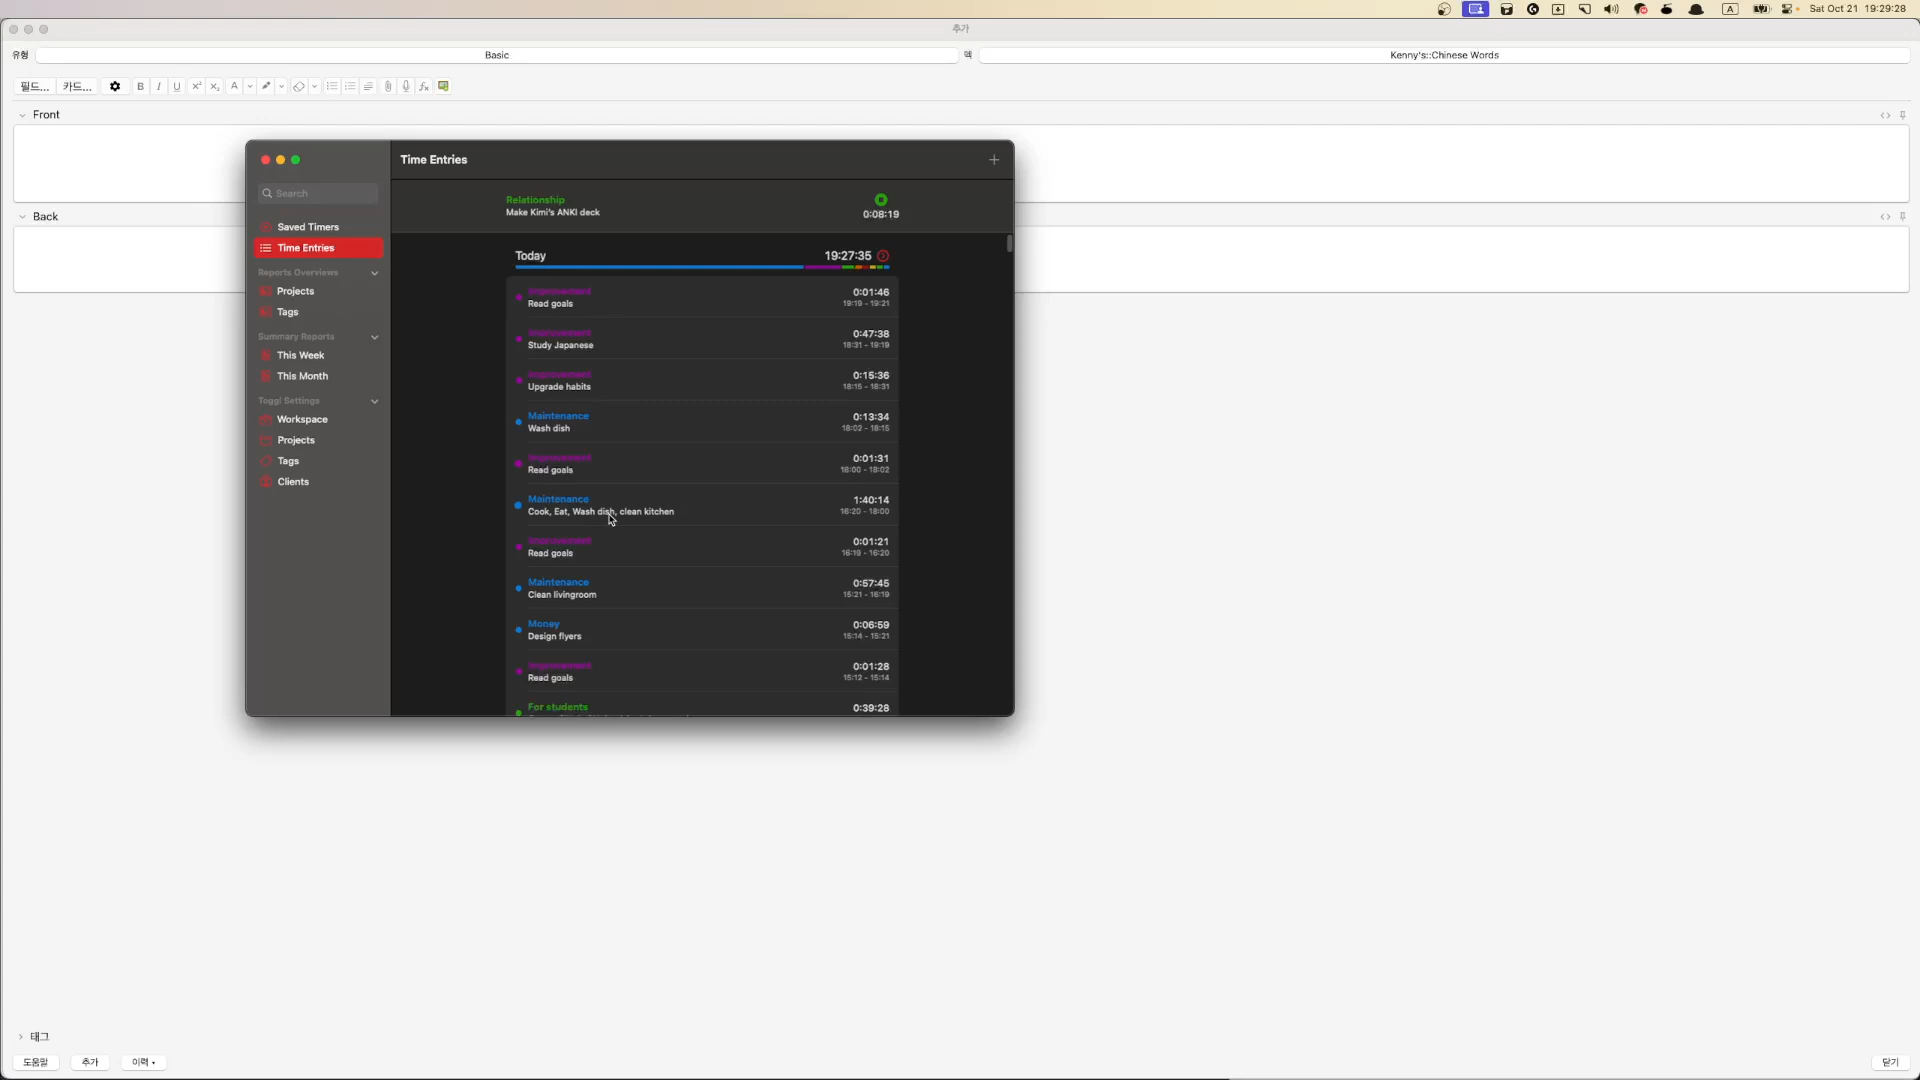 Sat Oct 21 19:29:28
추가
유형
Basic
덱
Kenny's::Chinese Words
필드...
카드...
Front
Back
Time Entries
Search
Saved Timers
Time Entries
Reports Overviews
Projects
Tags
Summary Reports
This Week
This Month
Toggl Settings
Workspace
Projects
Tags
Clients
Relationship
Make Kimi's ANKI deck
0:08:19
Today
19:27:35
Improvement
0:01:46
Read goals
19:19 - 19:21
Improvement
0:47:38
Study Japanese
18:31 - 19:19
Improvement
0:15:36
Upgrade habits
18:15 - 18:31
Maintenance
0:13:34
Wash dish
18:02 - 18:15
Improvement
0:01:31
Read goals
18:00 - 18:02
Maintenance
1:40:14
Cook, Eat, Wash dish, clean kitchen
16:20 - 18:00
Improvement
0:01:21
Read goals
16:19 - 16:20
Maintenance
0:57:45
Clean livingroom
15:21 - 16:19
Money
0:06:59
Design flyers
15:14 - 15:21
Improvement
0:01:28
Read goals
15:12 - 15:14
For students
0:39:28
태그
도움말
추가
이력
닫기